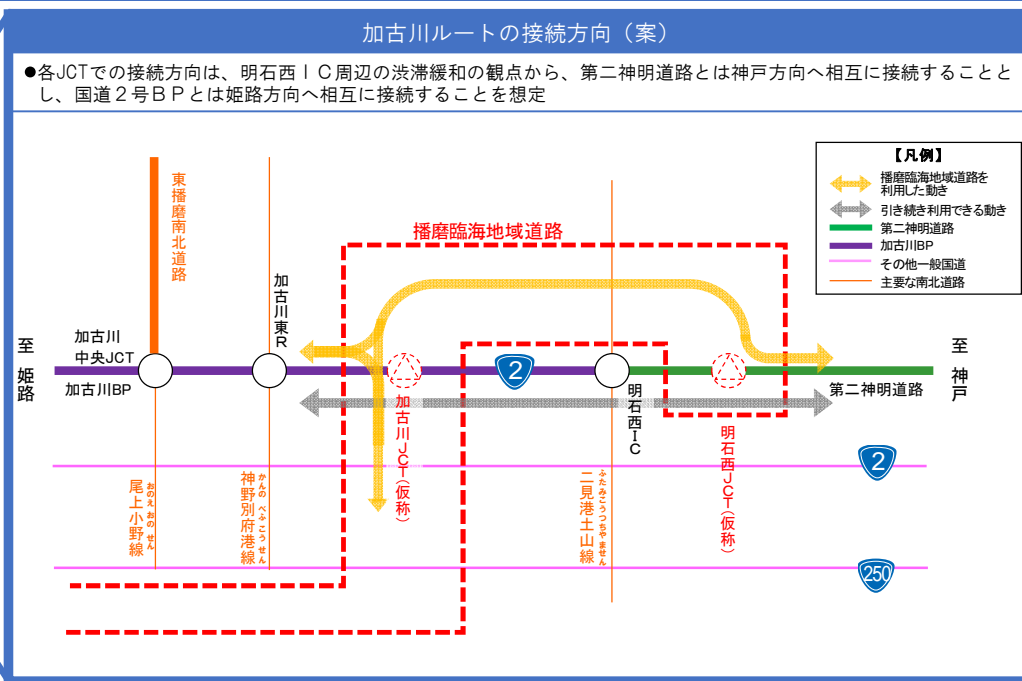 加古川ルートの接続方向（案）
●各JCTでの接続方向は、明石西ＩＣ周辺の渋滞緩和の観点から、第二神明道路とは神戸方向へ相互に接続することと
し、国道２号ＢＰとは姫路方向へ相互に接続することを想定
【凡例】
播磨臨海地域道路を
利用した動き
引き続き利用できる動き
第二神明道路
加古川BP
その他一般国道
主要な南北道路
東播磨南北道路
播磨臨海地域道路
加古川東R
加古川
中央JCT
加古川BP
至 姫路
2
至 神戸
第二神明道路
明石西IC
加古川JCT(仮称)
明石西JCT(仮称)
2
尾上小野線
おのえ おの せん
神野別府港線
かんの べふ こう せん
二見港土山線
ふたみこうつちやません
250